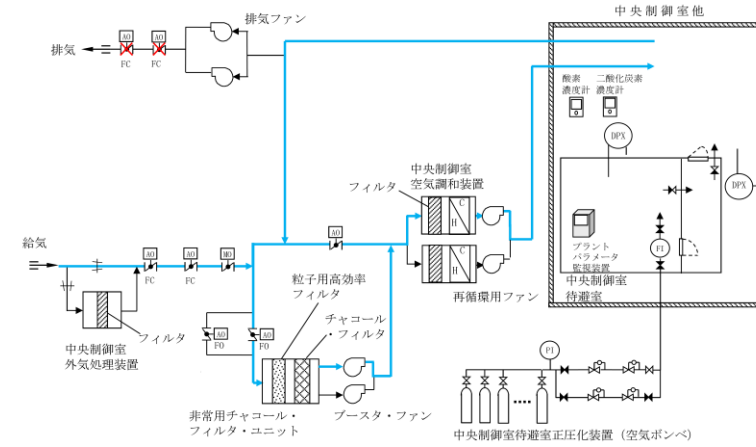 中央制御室他
排気ファン
排気
AO
AO
FC
FC
酸素
濃度計
二酸化炭素
濃度計
DPX
DPX
中央制御室
空気調和装置
フィルタ
C
H
C
H
再循環用ファン
FI
プラント
パラメータ
監視装置
中央制御室
待避室
給気
AO
AO
MO
AO
FC
FC
フィルタ
中央制御室
外気処理装置
粒子用高効率
フィルタ
チャコール
・フィルタ
AO
FO
AO
FO
非常用チャコール・
フィルタ・ユニット
ブースタ・ファン
PI
中央制御室待避室正圧化装置（空気ボンベ）